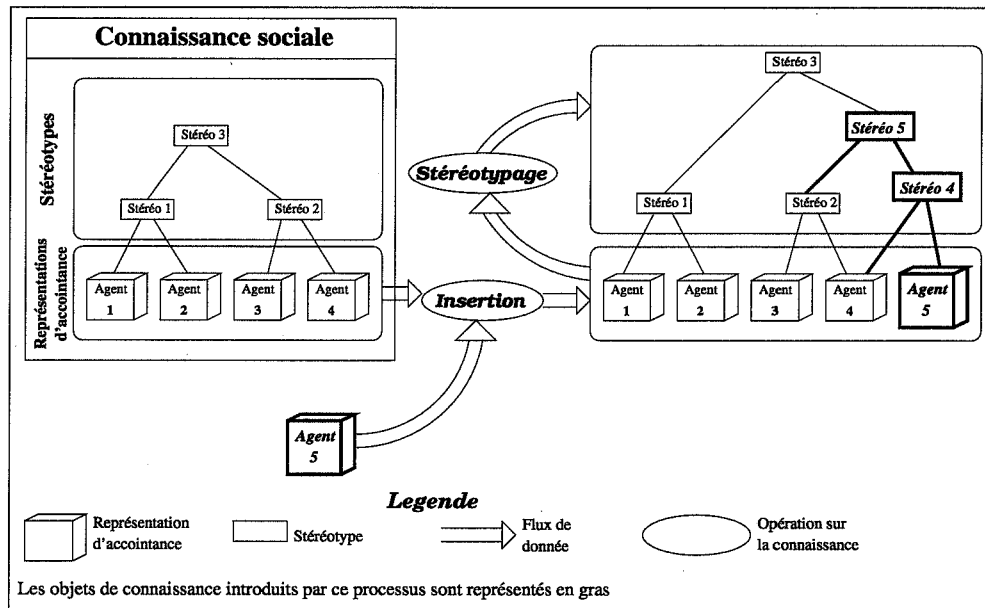 Connaissance sociale
Stéréotypes
Stéréo 3
Stéréo 1
Stéréo 2
Représentations
d'accointance
Agent
1
Agent
2
Agent
3
Agent
4
Stéréotypage
Insertion
Agent
5
Stéréo 3
Stéréo 5
Stéréo 4
Stéréo 1
Stéréo 2
Agent
1
Agent
2
Agent
3
Agent
4
Agent
5
Legende
Représentation
d'accointance
Stéréotype
Flux de
donnée
Opération sur
la connaissance
Les objets de connaissance introduits par ce processus sont représentés en gras